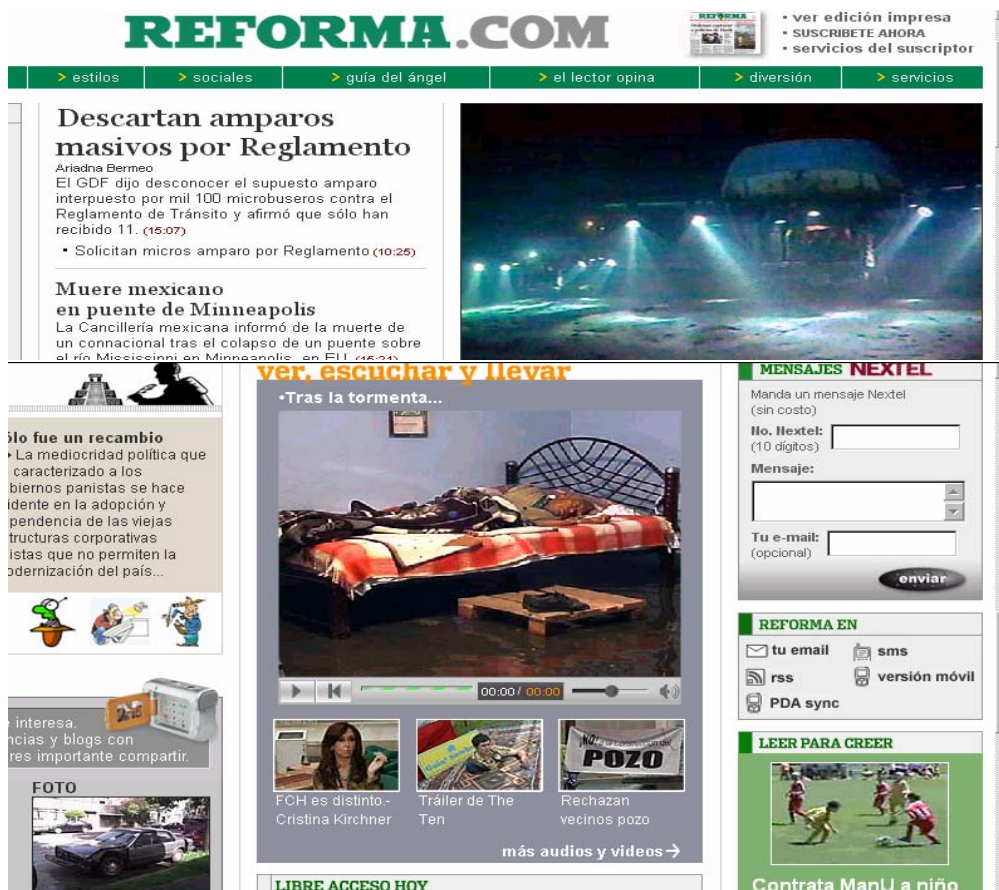 REFORMA.COM
REFORMA
▪ ver edición impresa
▪ SUSCRIBETE AHORA
▪ servicios del suscriptor
> estilos
> sociales
> guía del ángel
> el lector opina
> diversión
> servicios
Descartan amparos
masivos por Reglamento
Ariadna Bermeo
El GDF dijo desconocer el supuesto amparo
interpuesto por mil 100 microbuseros contra el
Reglamento de Tránsito y afirmó que sólo han
recibido 11. (15:07)
▪ Solicitan micros amparo por Reglamento (10:25)
Muere mexicano
en puente de Minneapolis
La Cancillería mexicana informó de la muerte de
un connacional tras el colapso de un puente sobre
el río Mississippi en Minneapolis, en EU.
ólo fue un recambio
La mediocridad política que
caracterizado a los
biernos panistas se hace
idente en la adopción y
pendencia de las viejas
tructuras corporativas
istas que no permiten la
odernización del país...
e interesa.
ncias y blogs con
res importante compartir.
FOTO
ver, escuchar y llevar
•Tras la tormenta...
00:00/ 00:00
FCH es distinto.-
Cristina Kirchner
Tráiler de The
Ten
POZO
Rechazan
vecinos pozo
más audios y videos→
LIBRE ACCESO HOY
MENSAJES NEXTEL
Manda un mensaje Nextel
(sin costo)
No. Nextel:
(10 dígitos)
Mensaje:
Tu e-mail:
(opcional)
enviar
REFORMA EN
tu email
sms
rss
versión móvil
PDA sync
LEER PARA CREER
Contrata ManU a niño